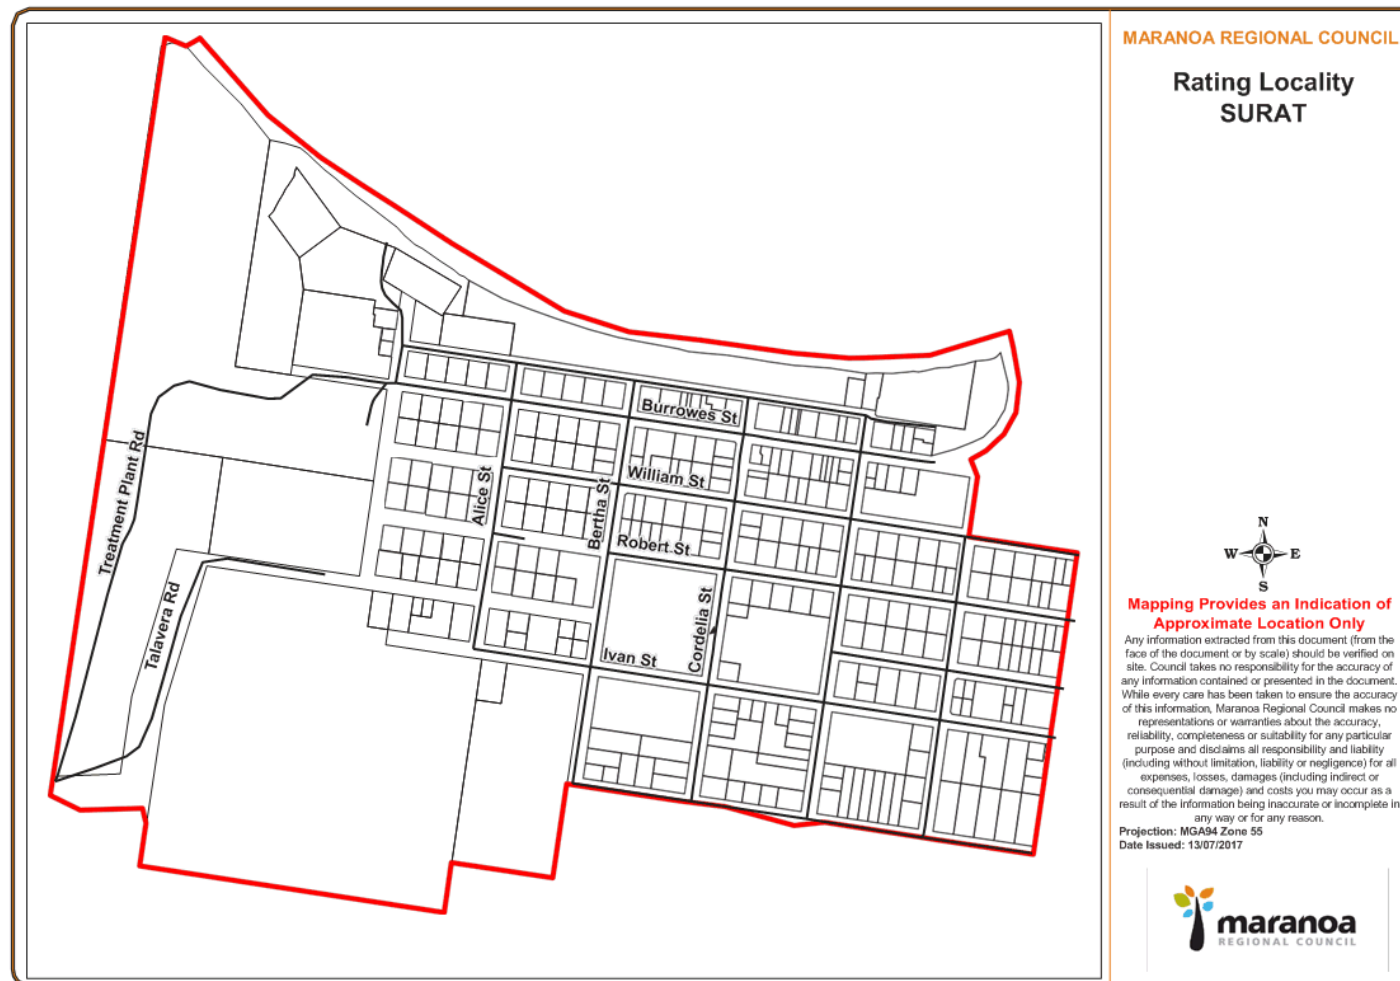 MARANOA REGIONAL COUNCIL
Rating Locality
SURAT
Burrowes St
William St
Alice St
Bertha St
Robert St
Treatment Plant Rd
Talavera Rd
Cordelia St
Ivan St
N
W E
S
Mapping Provides an Indication of
Approximate Location Only
Any information extracted from this document (from the
face of the document or by scale) should be verified on
site. Council takes no responsibility for the accuracy of
any information contained or presented in the document.
While every care has been taken to ensure the accuracy
of this information, Maranoa Regional Council makes no
representations or warranties about the accuracy,
reliability, completeness or suitability for any particular
purpose and disclaims all responsibility and liability
(including without limitation, liability or negligence) for all
expenses, losses, damages (including indirect or
consequential damage) and costs you may occur as a
result of the information being inaccurate or incomplete in
any way or for any reason.
Projection: MGA94 Zone 55
Date Issued: 13/07/2017
maranoa
REGIONAL COUNCIL